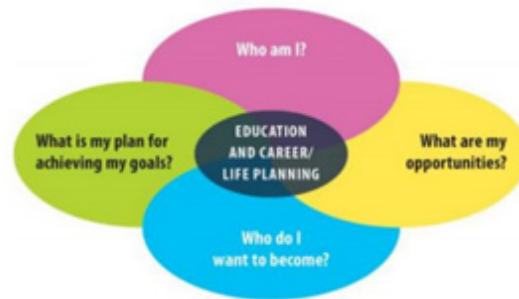 Who am I?
What is my plan for
achieving my goals?
EDUCATION
AND CAREER/
LIFE PLANNING
What are my
opportunities?
Who do I
want to become?